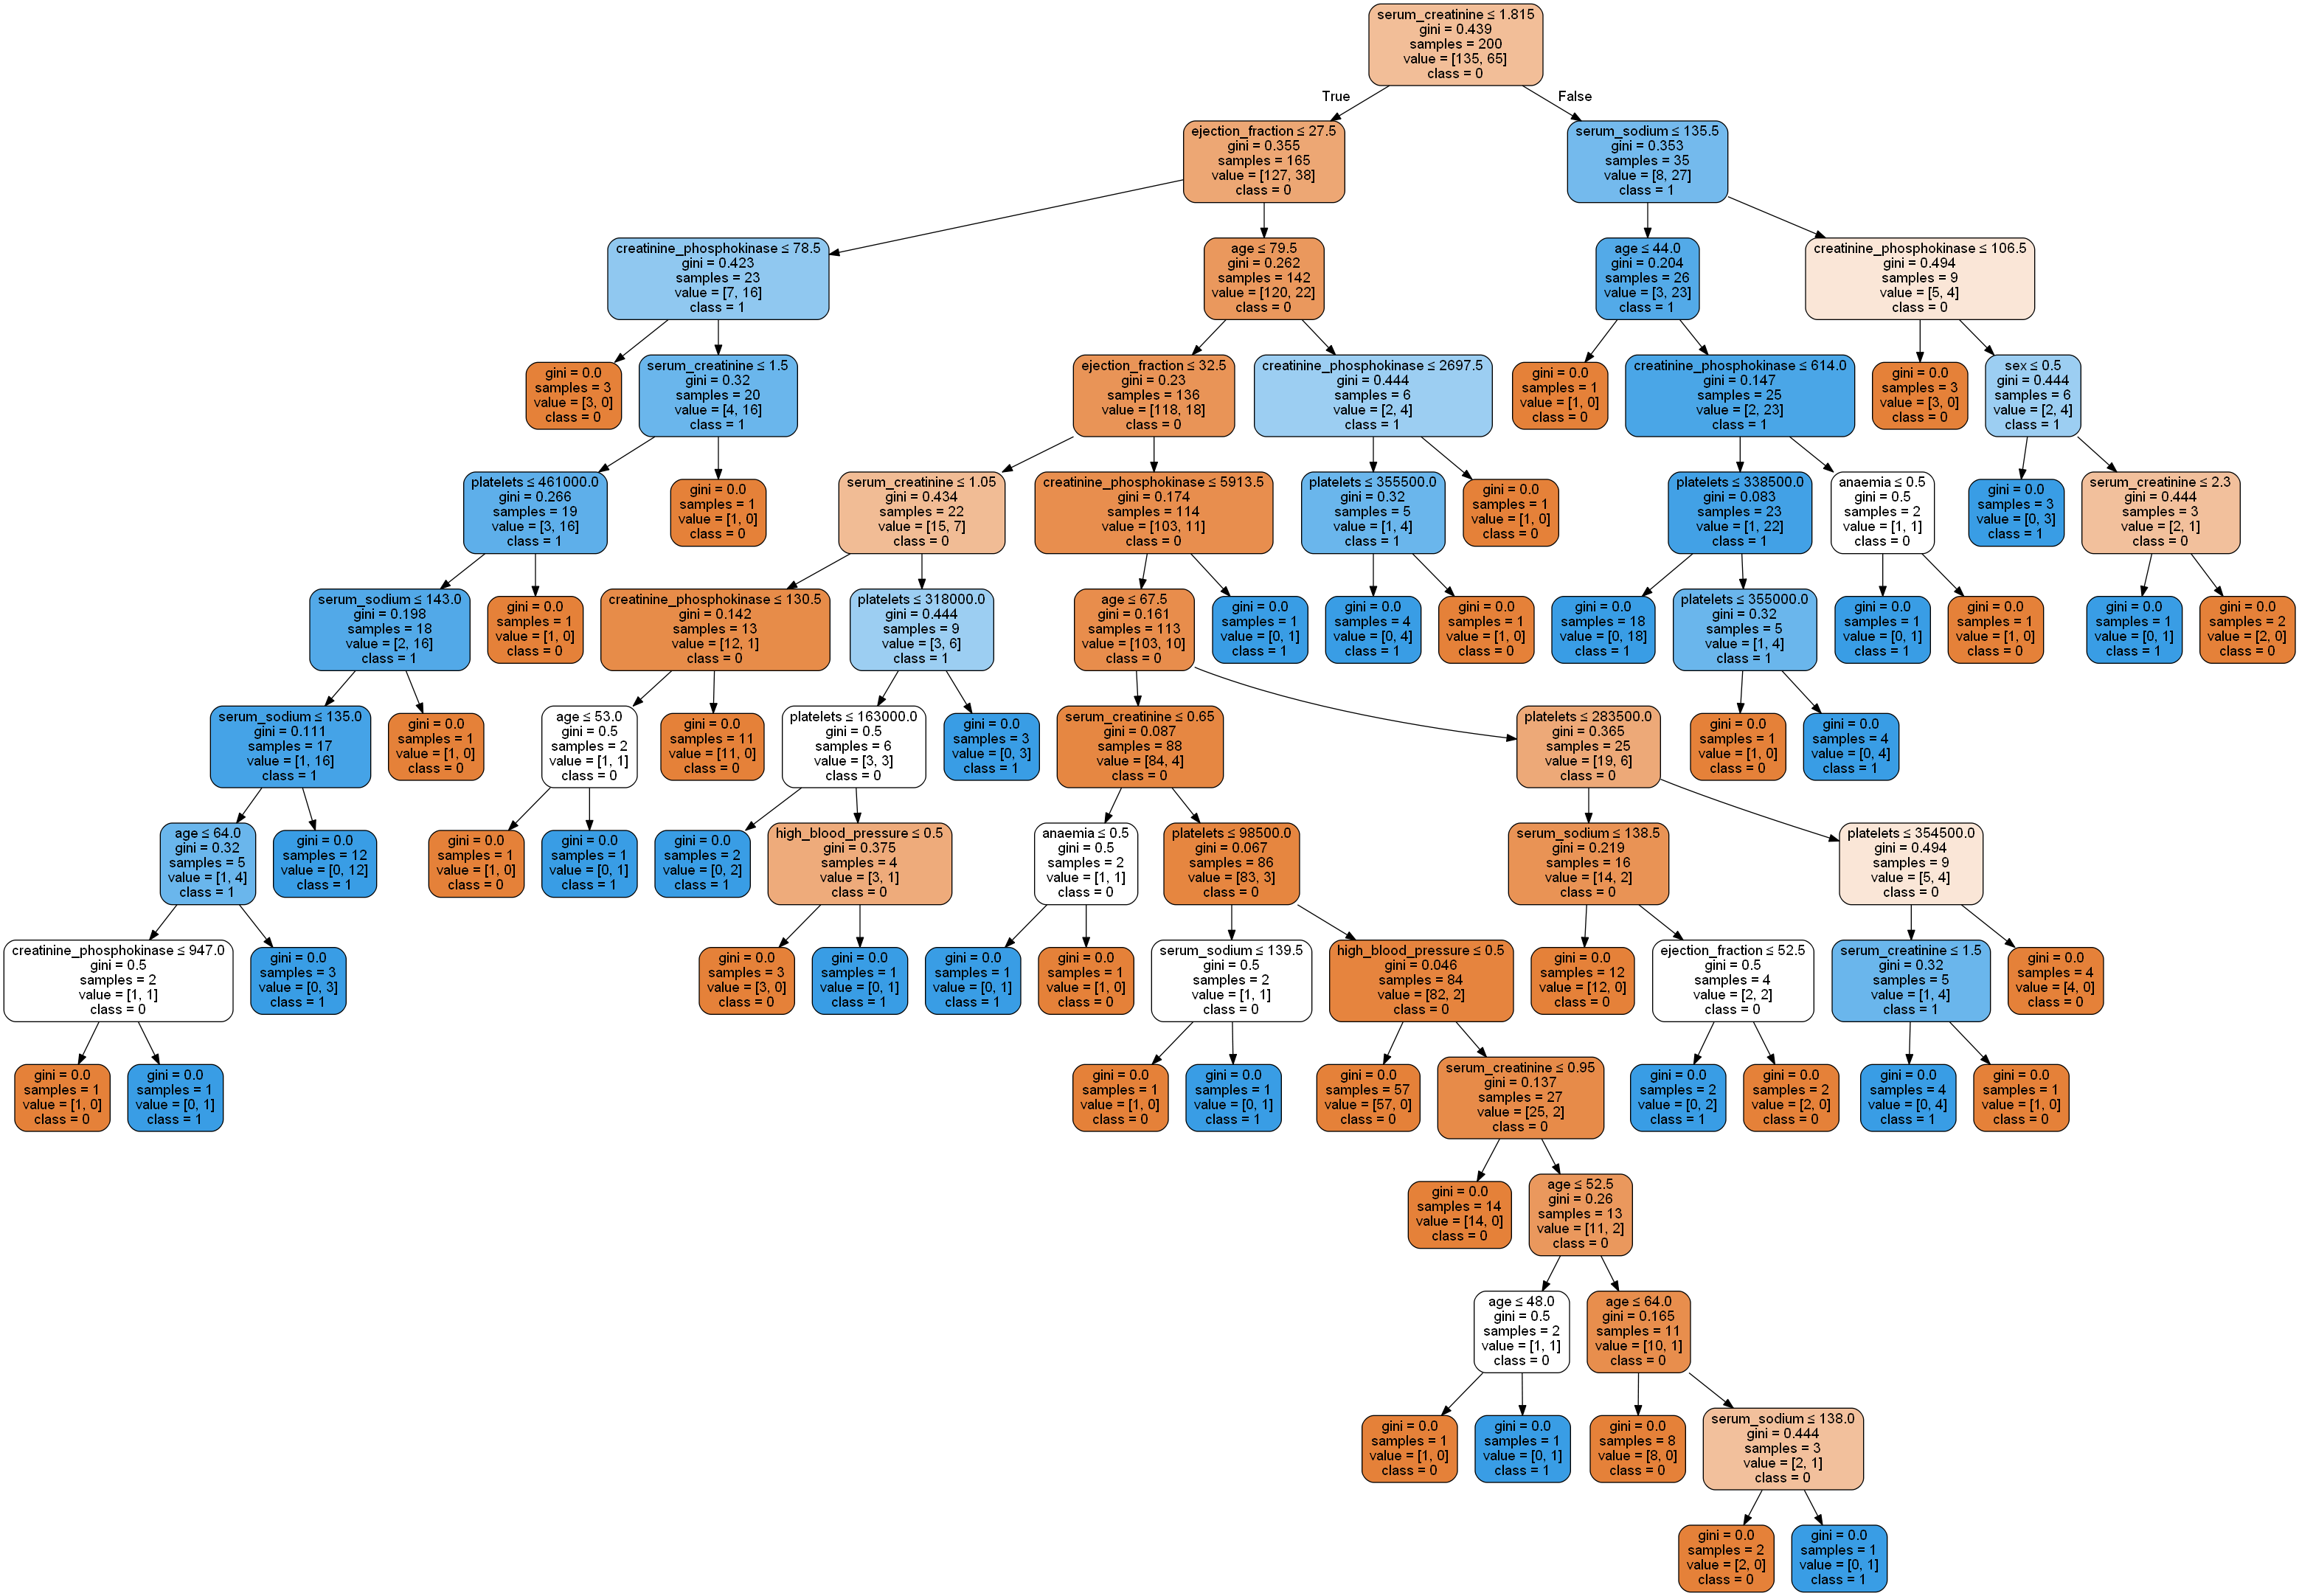 serum_creatinine ≤ 1.815
gini = 0.439
samples = 200
value = [135, 65]
class = 0
True
False
ejection_fraction ≤ 27.5
gini = 0.355
samples = 165
value = [127, 38]
class = 0
serum_sodium ≤ 135.5
gini = 0.353
samples = 35
value = [8, 27]
class = 1
creatinine_phosphokinase ≤ 78.5
gini = 0.423
samples = 23
value = [7, 16]
class = 1
age ≤ 79.5
gini = 0.262
samples = 142
value = [120, 22]
class = 0
age ≤ 44.0
gini = 0.204
samples = 26
value = [3, 23]
class = 1
creatinine_phosphokinase ≤ 106.5
gini = 0.494
samples = 9
value = [5, 4]
class = 0
gini = 0.0
samples = 3
value = [3, 0]
class = 0
serum_creatinine ≤ 1.5
gini = 0.32
samples = 20
value = [4, 16]
class = 1
ejection_fraction ≤ 32.5
gini = 0.23
samples = 136
value = [118, 18]
class = 0
creatinine_phosphokinase ≤ 2697.5
gini = 0.444
samples = 6
value = [2, 4]
class = 1
gini = 0.0
samples = 1
value = [1, 0]
class = 0
creatinine_phosphokinase ≤ 614.0
gini = 0.147
samples = 25
value = [2, 23]
class = 1
gini = 0.0
samples = 3
value = [3, 0]
class = 0
sex ≤ 0.5
gini = 0.444
samples = 6
value = [2, 4]
class = 1
platelets ≤ 461000.0
gini = 0.266
samples = 19
value = [3, 16]
class = 1
gini = 0.0
samples = 1
value = [1, 0]
class = 0
serum_creatinine ≤ 1.05
gini = 0.434
samples = 22
value = [15, 7]
class = 0
creatinine_phosphokinase ≤ 5913.5
gini = 0.174
samples = 114
value = [103, 11]
class = 0
platelets ≤ 355500.0
gini = 0.32
samples = 5
value = [1, 4]
class = 1
gini = 0.0
samples = 1
value = [1, 0]
class = 0
platelets ≤ 338500.0
gini = 0.083
samples = 23
value = [1, 22]
class = 1
anaemia ≤ 0.5
gini = 0.5
samples = 2
value = [1, 1]
class = 0
gini = 0.0
samples = 3
value = [0, 3]
class = 1
serum_creatinine ≤ 2.3
gini = 0.444
samples = 3
value = [2, 1]
class = 0
serum_sodium ≤ 143.0
gini = 0.198
samples = 18
value = [2, 16]
class = 1
gini = 0.0
samples = 1
value = [1, 0]
class = 0
creatinine_phosphokinase ≤ 130.5
gini = 0.142
samples = 13
value = [12, 1]
class = 0
platelets ≤ 318000.0
gini = 0.444
samples = 9
value = [3, 6]
class = 1
age ≤ 67.5
gini = 0.161
samples = 113
value = [103, 10]
class = 0
gini = 0.0
samples = 1
value = [0, 1]
class = 1
gini = 0.0
samples = 4
value = [0, 4]
class = 1
gini = 0.0
samples = 1
value = [1, 0]
class = 0
gini = 0.0
samples = 18
value = [0, 18]
class = 1
platelets ≤ 355000.0
gini = 0.32
samples = 5
value = [1, 4]
class = 1
gini = 0.0
samples = 1
value = [0, 1]
class = 1
gini = 0.0
samples = 1
value = [1, 0]
class = 0
gini = 0.0
samples = 1
value = [0, 1]
class = 1
gini = 0.0
samples = 2
value = [2, 0]
class = 0
serum_sodium ≤ 135.0
gini = 0.111
samples = 17
value = [1, 16]
class = 1
gini = 0.0
samples = 1
value = [1, 0]
class = 0
age ≤ 53.0
gini = 0.5
samples = 2
value = [1, 1]
class = 0
gini = 0.0
samples = 11
value = [11, 0]
class = 0
platelets ≤ 163000.0
gini = 0.5
samples = 6
value = [3, 3]
class = 0
gini = 0.0
samples = 3
value = [0, 3]
class = 1
serum_creatinine ≤ 0.65
gini = 0.087
samples = 88
value = [84, 4]
class = 0
platelets ≤ 283500.0
gini = 0.365
samples = 25
value = [19, 6]
class = 0
gini = 0.0
samples = 1
value = [1, 0]
class = 0
gini = 0.0
samples = 4
value = [0, 4]
class = 1
age ≤ 64.0
gini = 0.32
samples = 5
value = [1, 4]
class = 1
gini = 0.0
samples = 12
value = [0, 12]
class = 1
gini = 0.0
samples = 1
value = [1, 0]
class = 0
gini = 0.0
samples = 1
value = [0, 1]
class = 1
gini = 0.0
samples = 2
value = [0, 2]
class = 1
high_blood_pressure ≤ 0.5
gini = 0.375
samples = 4
value = [3, 1]
class = 0
anaemia ≤ 0.5
gini = 0.5
samples = 2
value = [1, 1]
class = 0
platelets ≤ 98500.0
gini = 0.067
samples = 86
value = [83, 3]
class = 0
serum_sodium ≤ 138.5
gini = 0.219
samples = 16
value = [14, 2]
class = 0
platelets ≤ 354500.0
gini = 0.494
samples = 9
value = [5, 4]
class = 0
creatinine_phosphokinase ≤ 947.0
gini = 0.5
samples = 2
value = [1, 1]
class = 0
gini = 0.0
samples = 3
value = [0, 3]
class = 1
gini = 0.0
samples = 3
value = [3, 0]
class = 0
gini = 0.0
samples = 1
value = [0, 1]
class = 1
gini = 0.0
samples = 1
value = [0, 1]
class = 1
gini = 0.0
samples = 1
value = [1, 0]
class = 0
serum_sodium ≤ 139.5
gini = 0.5
samples = 2
value = [1, 1]
class = 0
high_blood_pressure ≤ 0.5
gini = 0.046
samples = 84
value = [82, 2]
class = 0
gini = 0.0
samples = 12
value = [12, 0]
class = 0
ejection_fraction ≤ 52.5
gini = 0.5
samples = 4
value = [2, 2]
class = 0
serum_creatinine ≤ 1.5
gini = 0.32
samples = 5
value = [1, 4]
class = 1
gini = 0.0
samples = 4
value = [4, 0]
class = 0
gini = 0.0
samples = 1
value = [1, 0]
class = 0
gini = 0.0
samples = 1
value = [0, 1]
class = 1
gini = 0.0
samples = 1
value = [1, 0]
class = 0
gini = 0.0
samples = 1
value = [0, 1]
class = 1
gini = 0.0
samples = 57
value = [57, 0]
class = 0
serum_creatinine ≤ 0.95
gini = 0.137
samples = 27
value = [25, 2]
class = 0
gini = 0.0
samples = 2
value = [0, 2]
class = 1
gini = 0.0
samples = 2
value = [2, 0]
class = 0
gini = 0.0
samples = 4
value = [0, 4]
class = 1
gini = 0.0
samples = 1
value = [1, 0]
class = 0
gini = 0.0
samples = 14
value = [14, 0]
class = 0
age ≤ 52.5
gini = 0.26
samples = 13
value = [11, 2]
class = 0
age ≤ 48.0
gini = 0.5
samples = 2
value = [1, 1]
class = 0
age ≤ 64.0
gini = 0.165
samples = 11
value = [10, 1]
class = 0
gini = 0.0
samples = 1
value = [1, 0]
class = 0
gini = 0.0
samples = 1
value = [0, 1]
class = 1
gini = 0.0
samples = 8
value = [8, 0]
class = 0
serum_sodium ≤ 138.0
gini = 0.444
samples = 3
value = [2, 1]
class = 0
gini = 0.0
samples = 2
value = [2, 0]
class = 0
gini = 0.0
samples = 1
value = [0, 1]
class = 1